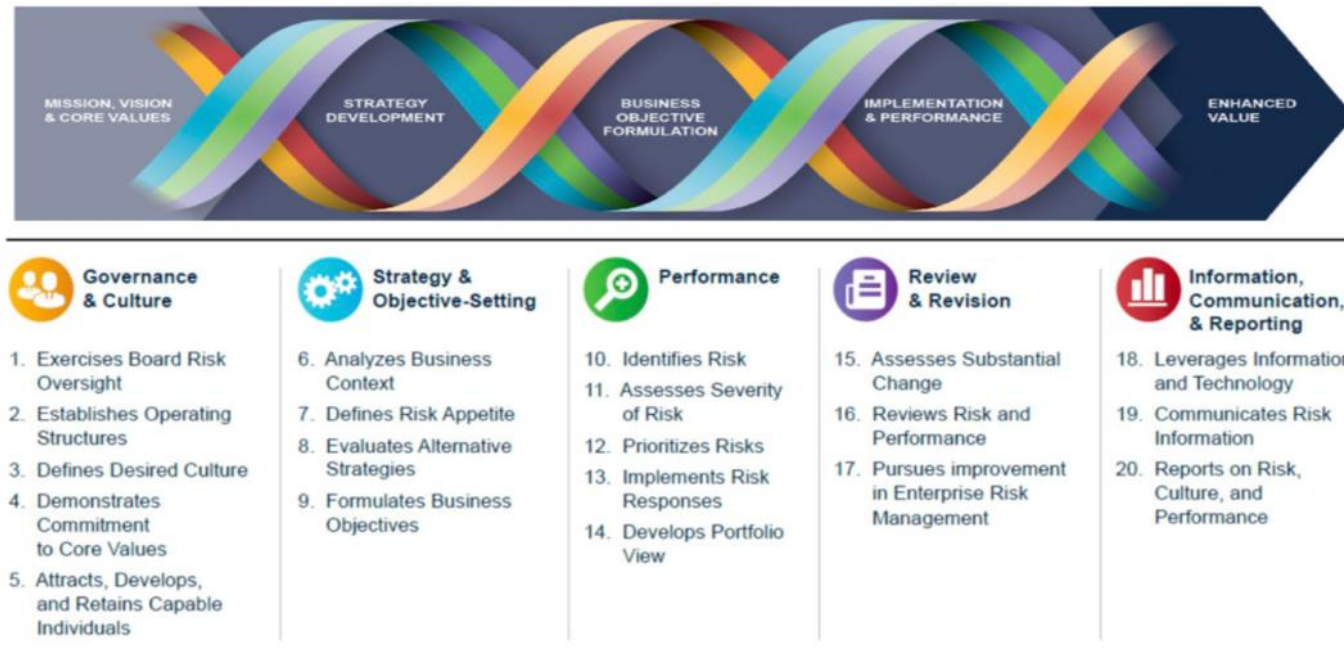 MISSION, VISION
& CORE VALUES
STRATEGY
DEVELOPMENT
BUSINESS
OBJECTIVE
FORMULATION
IMPLEMENTATION
& PERFORMANCE
ENHANCED
VALUE
Governance
& Culture
1. Exercises Board Risk
Oversight
2. Establishes Operating
Structures
3. Defines Desired Culture
4. Demonstrates
Commitment
to Core Values
5. Attracts, Develops,
and Retains Capable
Individuals
Strategy &
Objective-Setting
6. Analyzes Business
Context
7. Defines Risk Appetite
8. Evaluates Alternative
Strategies
9. Formulates Business
Objectives
Performance
10. Identifies Risk
11. Assesses Severity
of Risk
12. Prioritizes Risks
13. Implements Risk
Responses
14. Develops Portfolio
View
Review
& Revision
15. Assesses Substantial
Change
16. Reviews Risk and
Performance
17. Pursues improvement
in Enterprise Risk
Management
Information,
Communication,
& Reporting
18. Leverages Information
and Technology
19. Communicates Risk
Information
20. Reports on Risk,
Culture, and
Performance